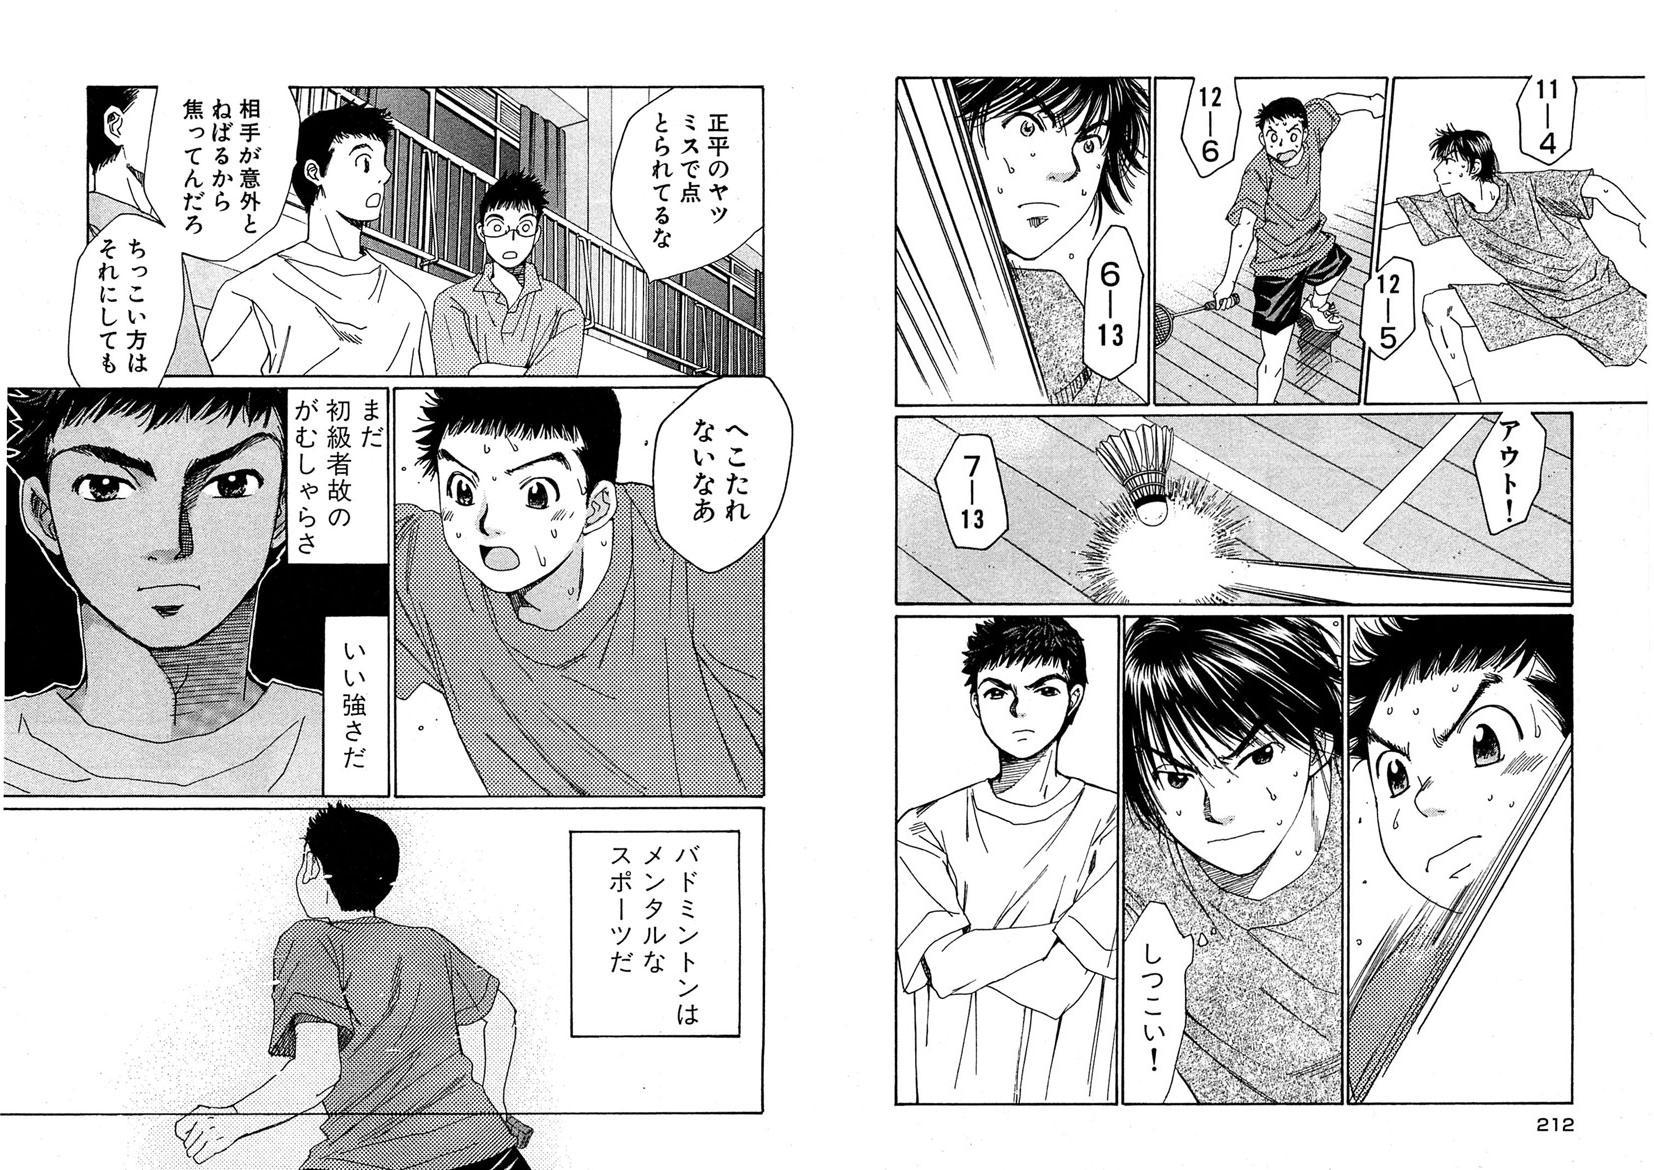 11—4
12—5
12—6
6—13
アウト！
7—13
しつこい！
212
正平のヤツ
ミスで点
とられてるな
相手が意外と
ねばるから
焦ってんだろ
ちっこい方は
それにしても
へこたれ
ないなあ
まだ
初級者故の
がむしゃらさ
いい強さだ
バドミントンは
メンタルな
スポーツだ